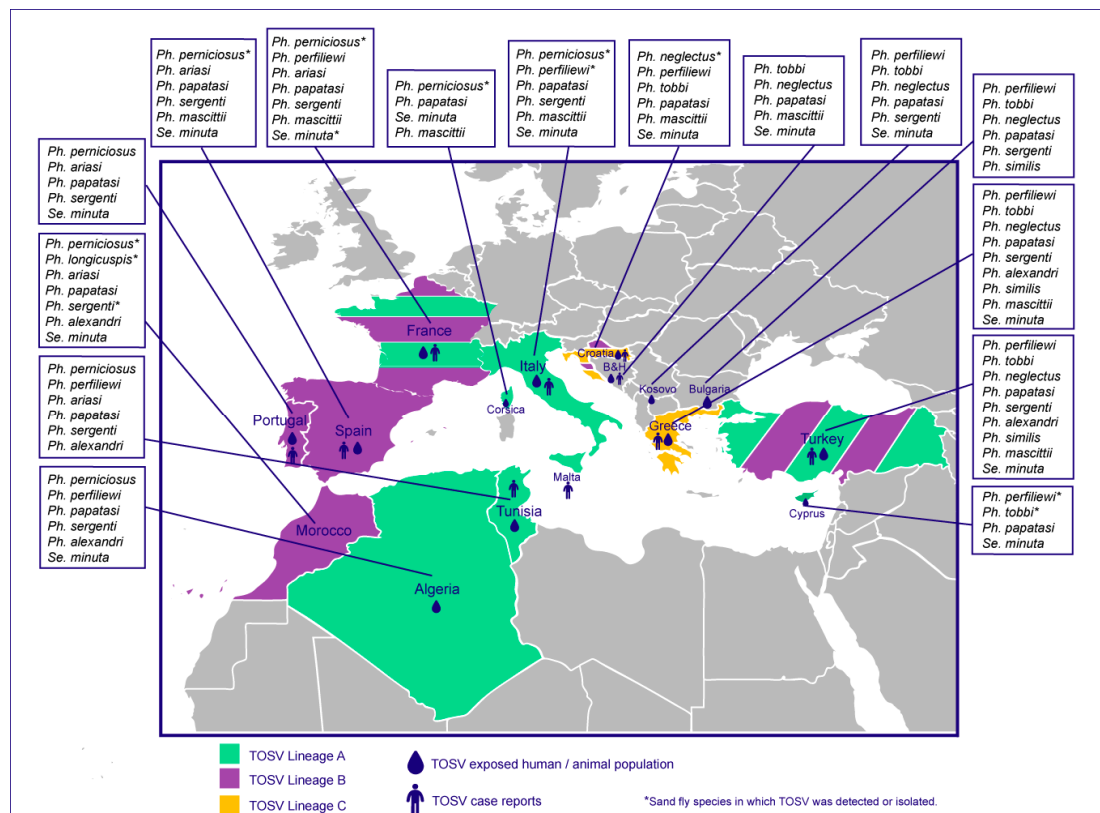 Ph. perniciosus*
Ph. ariasi
Ph. papatasi
Ph. sergenti
Ph. mascittii
Se. minuta
Ph. perniciosus*
Ph. perfiliewi
Ph. ariasi
Ph. papatasi
Ph. sergenti
Ph. mascittii
Se. minuta*
Ph. perniciosus*
Ph. papatasi
Se. minuta
Ph. mascittii
Ph. perniciosus*
Ph. perfiliewi*
Ph. papatasi
Ph. sergenti
Ph. mascittii
Se. minuta
Ph. neglectus*
Ph. perfiliewi
Ph. tobbi
Ph. papatasi
Ph. mascittii
Se. minuta
Ph. tobbi
Ph. neglectus
Ph. papatasi
Ph. mascittii
Se. minuta
Ph. perfiliewi
Ph. tobbi
Ph. neglectus
Ph. papatasi
Ph. sergenti
Se. minuta
Ph. perfiliewi
Ph. tobbi
Ph. neglectus
Ph. papatasi
Ph. sergenti
Ph. similis
Ph. perniciosus
Ph. ariasi
Ph. papatasi
Ph. sergenti
Se. minuta
Ph. perniciosus*
Ph. longicuspis*
Ph. ariasi
Ph. papatasi
Ph. sergenti*
Ph. alexandri
Se. minuta
Ph. perniciosus
Ph. perfiliewi
Ph. ariasi
Ph. papatasi
Ph. sergenti
Ph. alexandri
Ph. perniciosus
Ph. perfiliewi
Ph. papatasi
Ph. sergenti
Ph. alexandri
Se. minuta
Ph. perfiliewi
Ph. tobbi
Ph. neglectus
Ph. papatasi
Ph. sergenti
Ph. alexandri
Ph. similis
Ph. mascittii
Se. minuta
Ph. perfiliewi
Ph. tobbi
Ph. neglectus
Ph. papatasi
Ph. sergenti
Ph. alexandri
Ph. similis
Ph. mascittii
Se. minuta
Ph. perfiliewi*
Ph. tobbi*
Ph. papatasi
Se. minuta
France
Croatia
Italy
B&H
Kosovo
Bulgaria
Corsica
Portugal
Spain
Greece
Turkey
Malta
Tunisia
Cyprus
Morocco
Algeria
TOSV Lineage A
TOSV Lineage B
TOSV Lineage C
TOSV exposed human / animal population
TOSV case reports
*Sand fly species in which TOSV was detected or isolated.